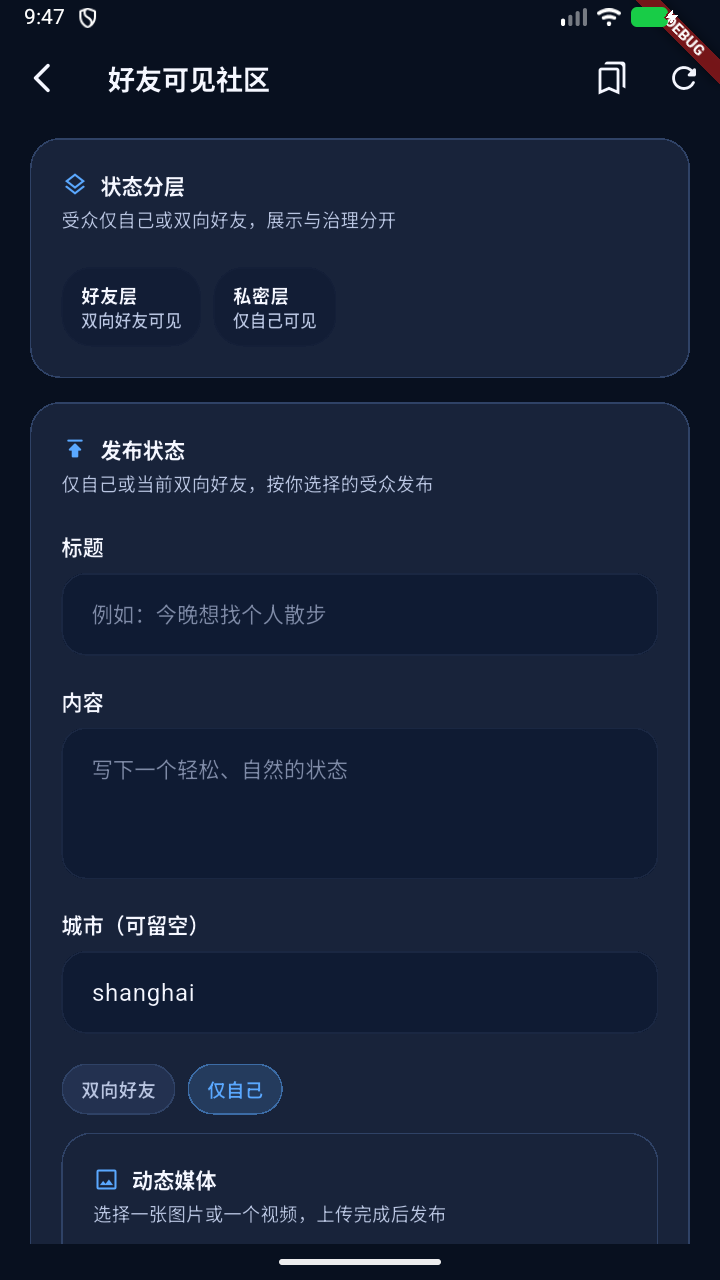 9:47
DEBUG
好友可见社区
状态分层
受众仅自己或双向好友，展示与治理分开
好友层
双向好友可见
私密层
仅自己可见
发布状态
仅自己或当前双向好友，按你选择的受众发布
标题
例如：今晚想找个人散步
内容
写下一个轻松、自然的状态
城市（可留空）
shanghai
双向好友
仅自己
动态媒体
选择一张图片或一个视频，上传完成后发布